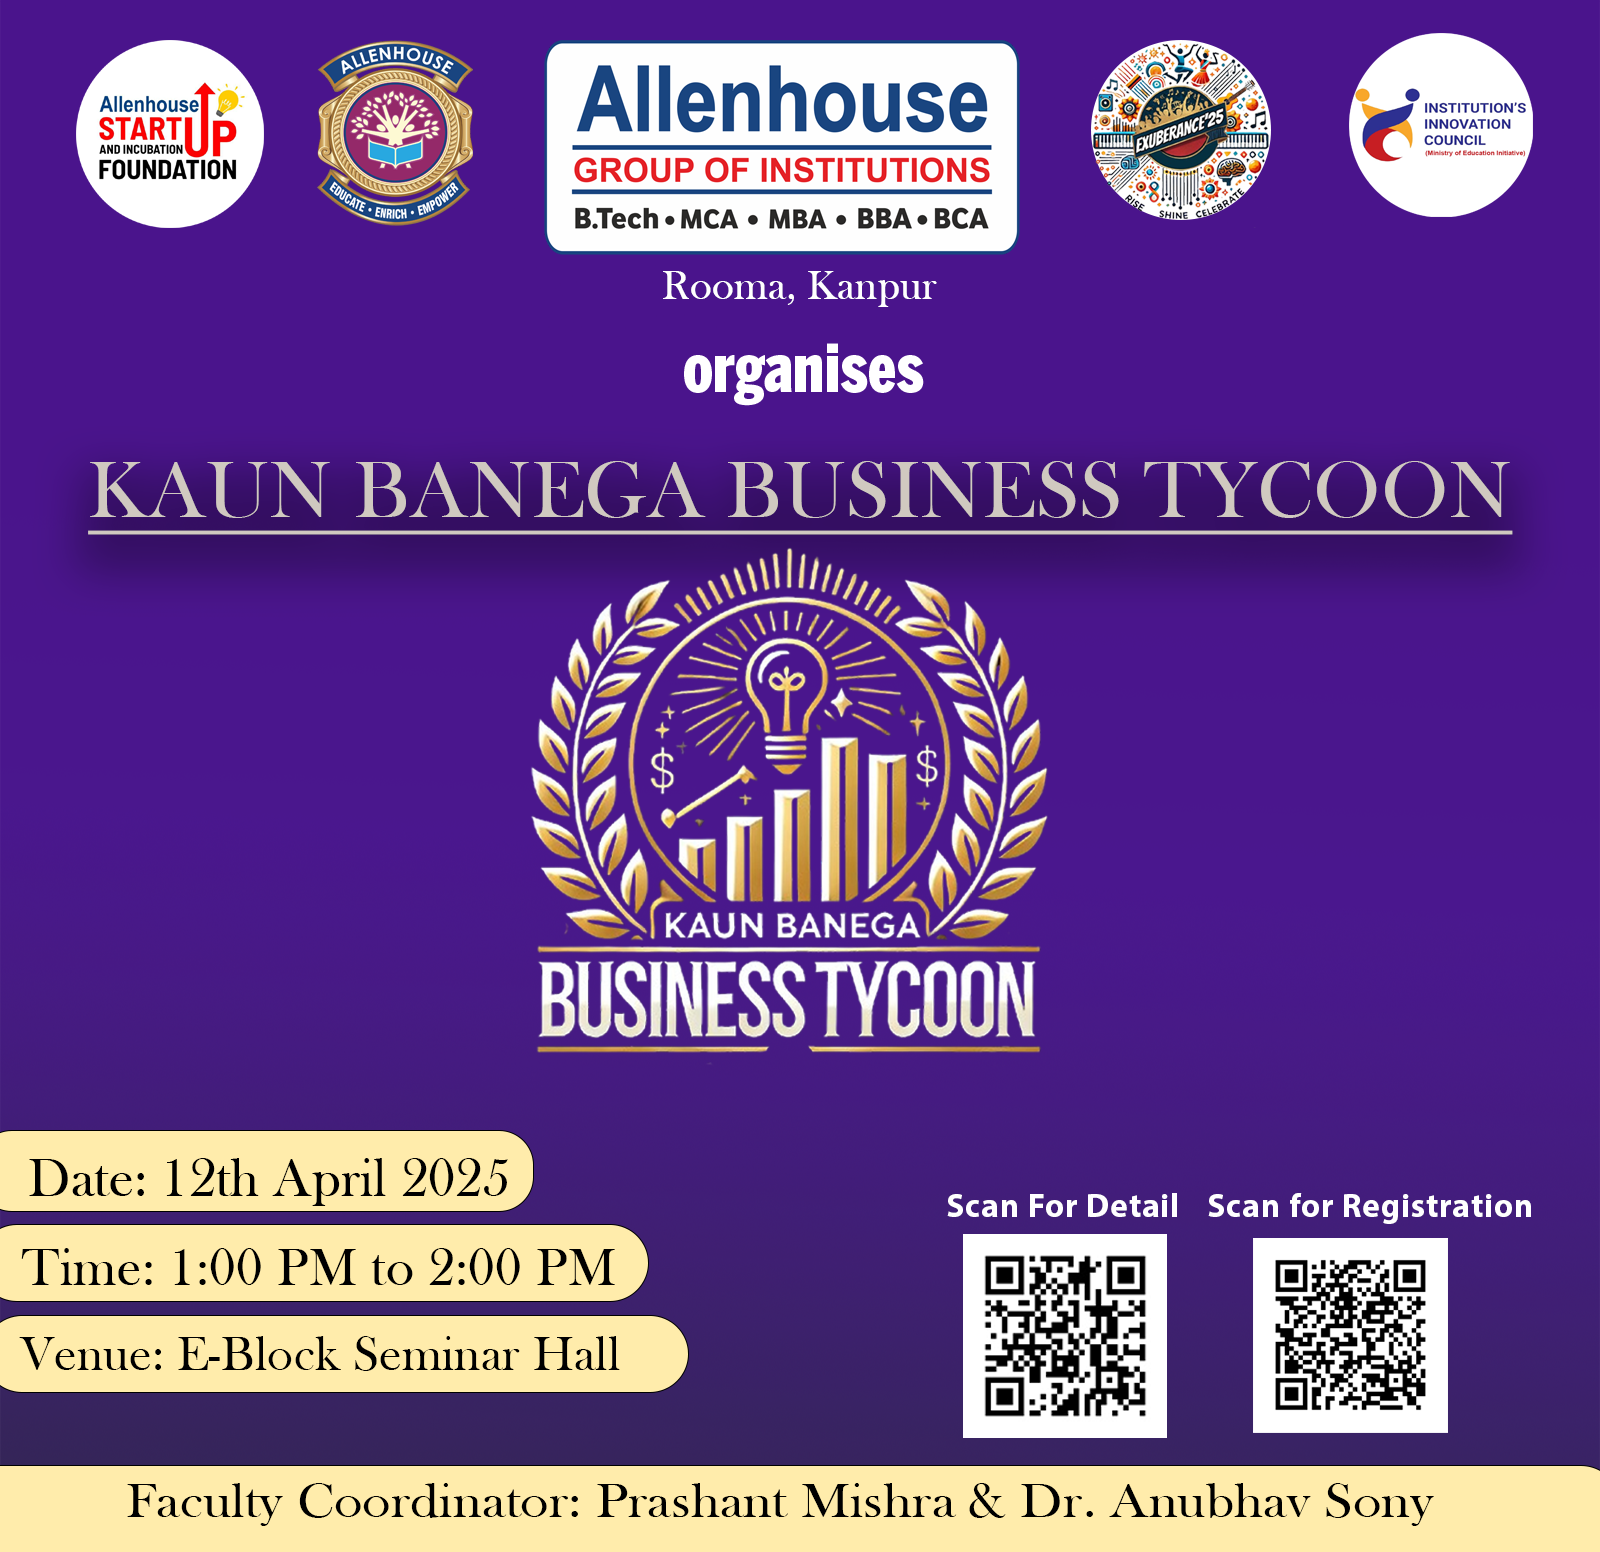 Allenhouse
START UP
AND INCUBATION
FOUNDATION
ALLENHOUSE
EDUCATE • ENRICH • EMPOWER
Allenhouse
GROUP OF INSTITUTIONS
B.Tech • MCA • MBA • BBA • BCA
EXUBERANCE'25
RISE SHINE CELEBRATE
INSTITUTION'S
INNOVATION
COUNCIL
(Ministry of Education Initiative)
Rooma, Kanpur
organises
KAUN BANEGA BUSINESS TYCOON
$ $
KAUN BANEGA
BUSINESS TYCOON
Date: 12th April 2025
Time: 1:00 PM to 2:00 PM
Venue: E-Block Seminar Hall
Scan For Detail
Scan for Registration
Faculty Coordinator: Prashant Mishra & Dr. Anubhav Sony